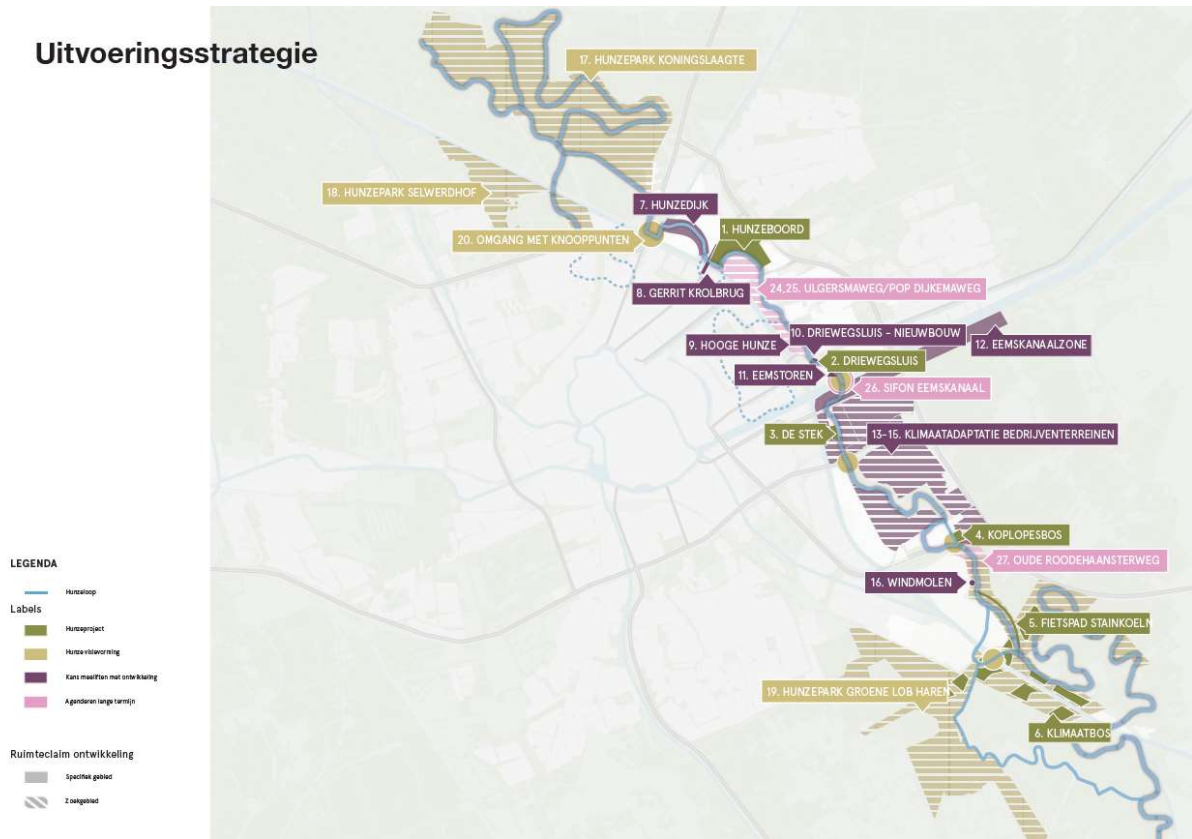 Uitvoeringsstrategie
17. HUNZEPARK KONINGSLAAGTE
18. HUNZEPARK SELWERDHOF
7. HUNZEDIJK
20. OMGANG MET KNOOPPUNTEN
1. HUNZEBOORD
8. GERRIT KROLBRUG
24,25. ULGERSMAWEG/POP DIJKEMAWEG
10. DRIEWEGSLUIS - NIEUWBOUW
9. HOOGE HUNZE
12. EEMSKANAALZONE
2. DRIEWEGSLUIS
11. EEMSTOREN
26. SIFON EEMSKANAAL
3. DE STEK
13-15. KLIMAATADAPTATIE BEDRIJVENTERREINEN
4. KOPLOPESBOS
27. OUDE ROODEHAANSTERWEG
16. WINDMOLEN
5. FIETSPAD STAINKOELN
19. HUNZEPARK GROENE LOB HAREN
6. KLIMAATBOS
LEGENDA
Hunzeloop
Labels
Hunzeproject
Hunze visievorming
Kans meeliften met ontwikkeling
Agenderen lange termijn
Ruimteclaim ontwikkeling
Specifiek gebied
Zoekgebied